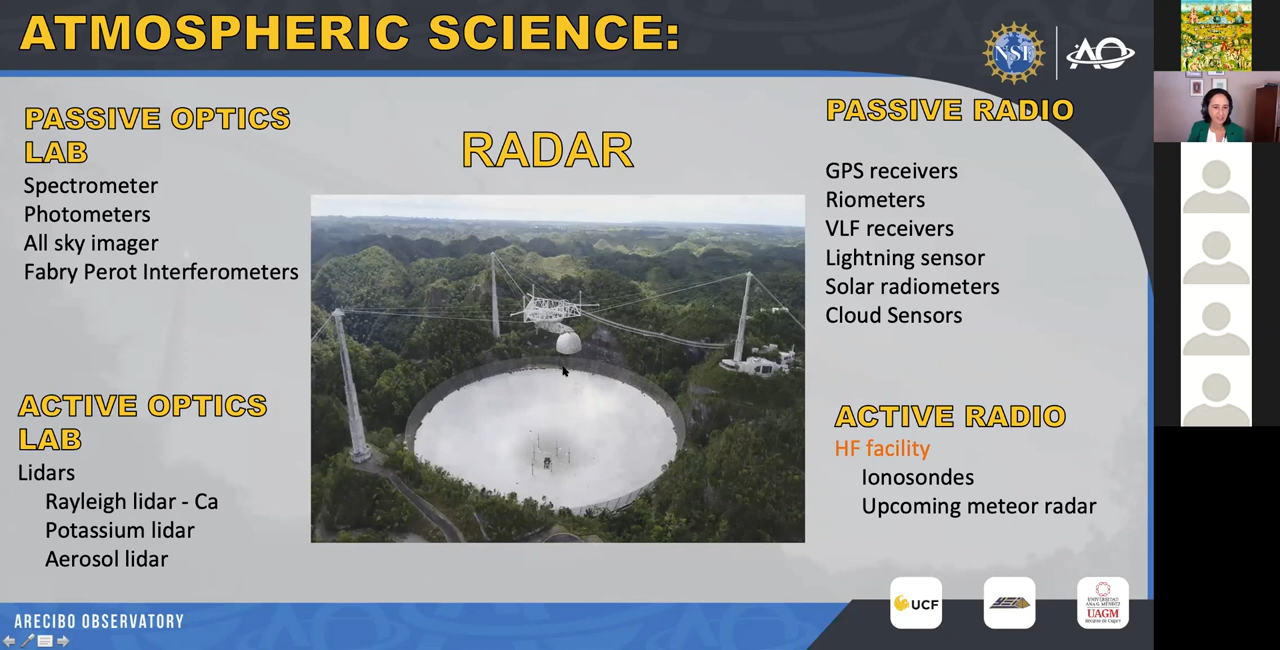 ATMOSPHERIC SCIENCE:
NSF
AO
PASSIVE OPTICS
LAB
Spectrometer
Photometers
All sky imager
Fabry Perot Interferometers
RADAR
PASSIVE RADIO
GPS receivers
Riometers
VLF receivers
Lightning sensor
Solar radiometers
Cloud Sensors
ACTIVE OPTICS
LAB
Lidars
Rayleigh lidar - Ca
Potassium lidar
Aerosol lidar
ACTIVE RADIO
HF facility
Ionosondes
Upcoming meteor radar
ARECIBO OBSERVATORY
UCF
UAGM